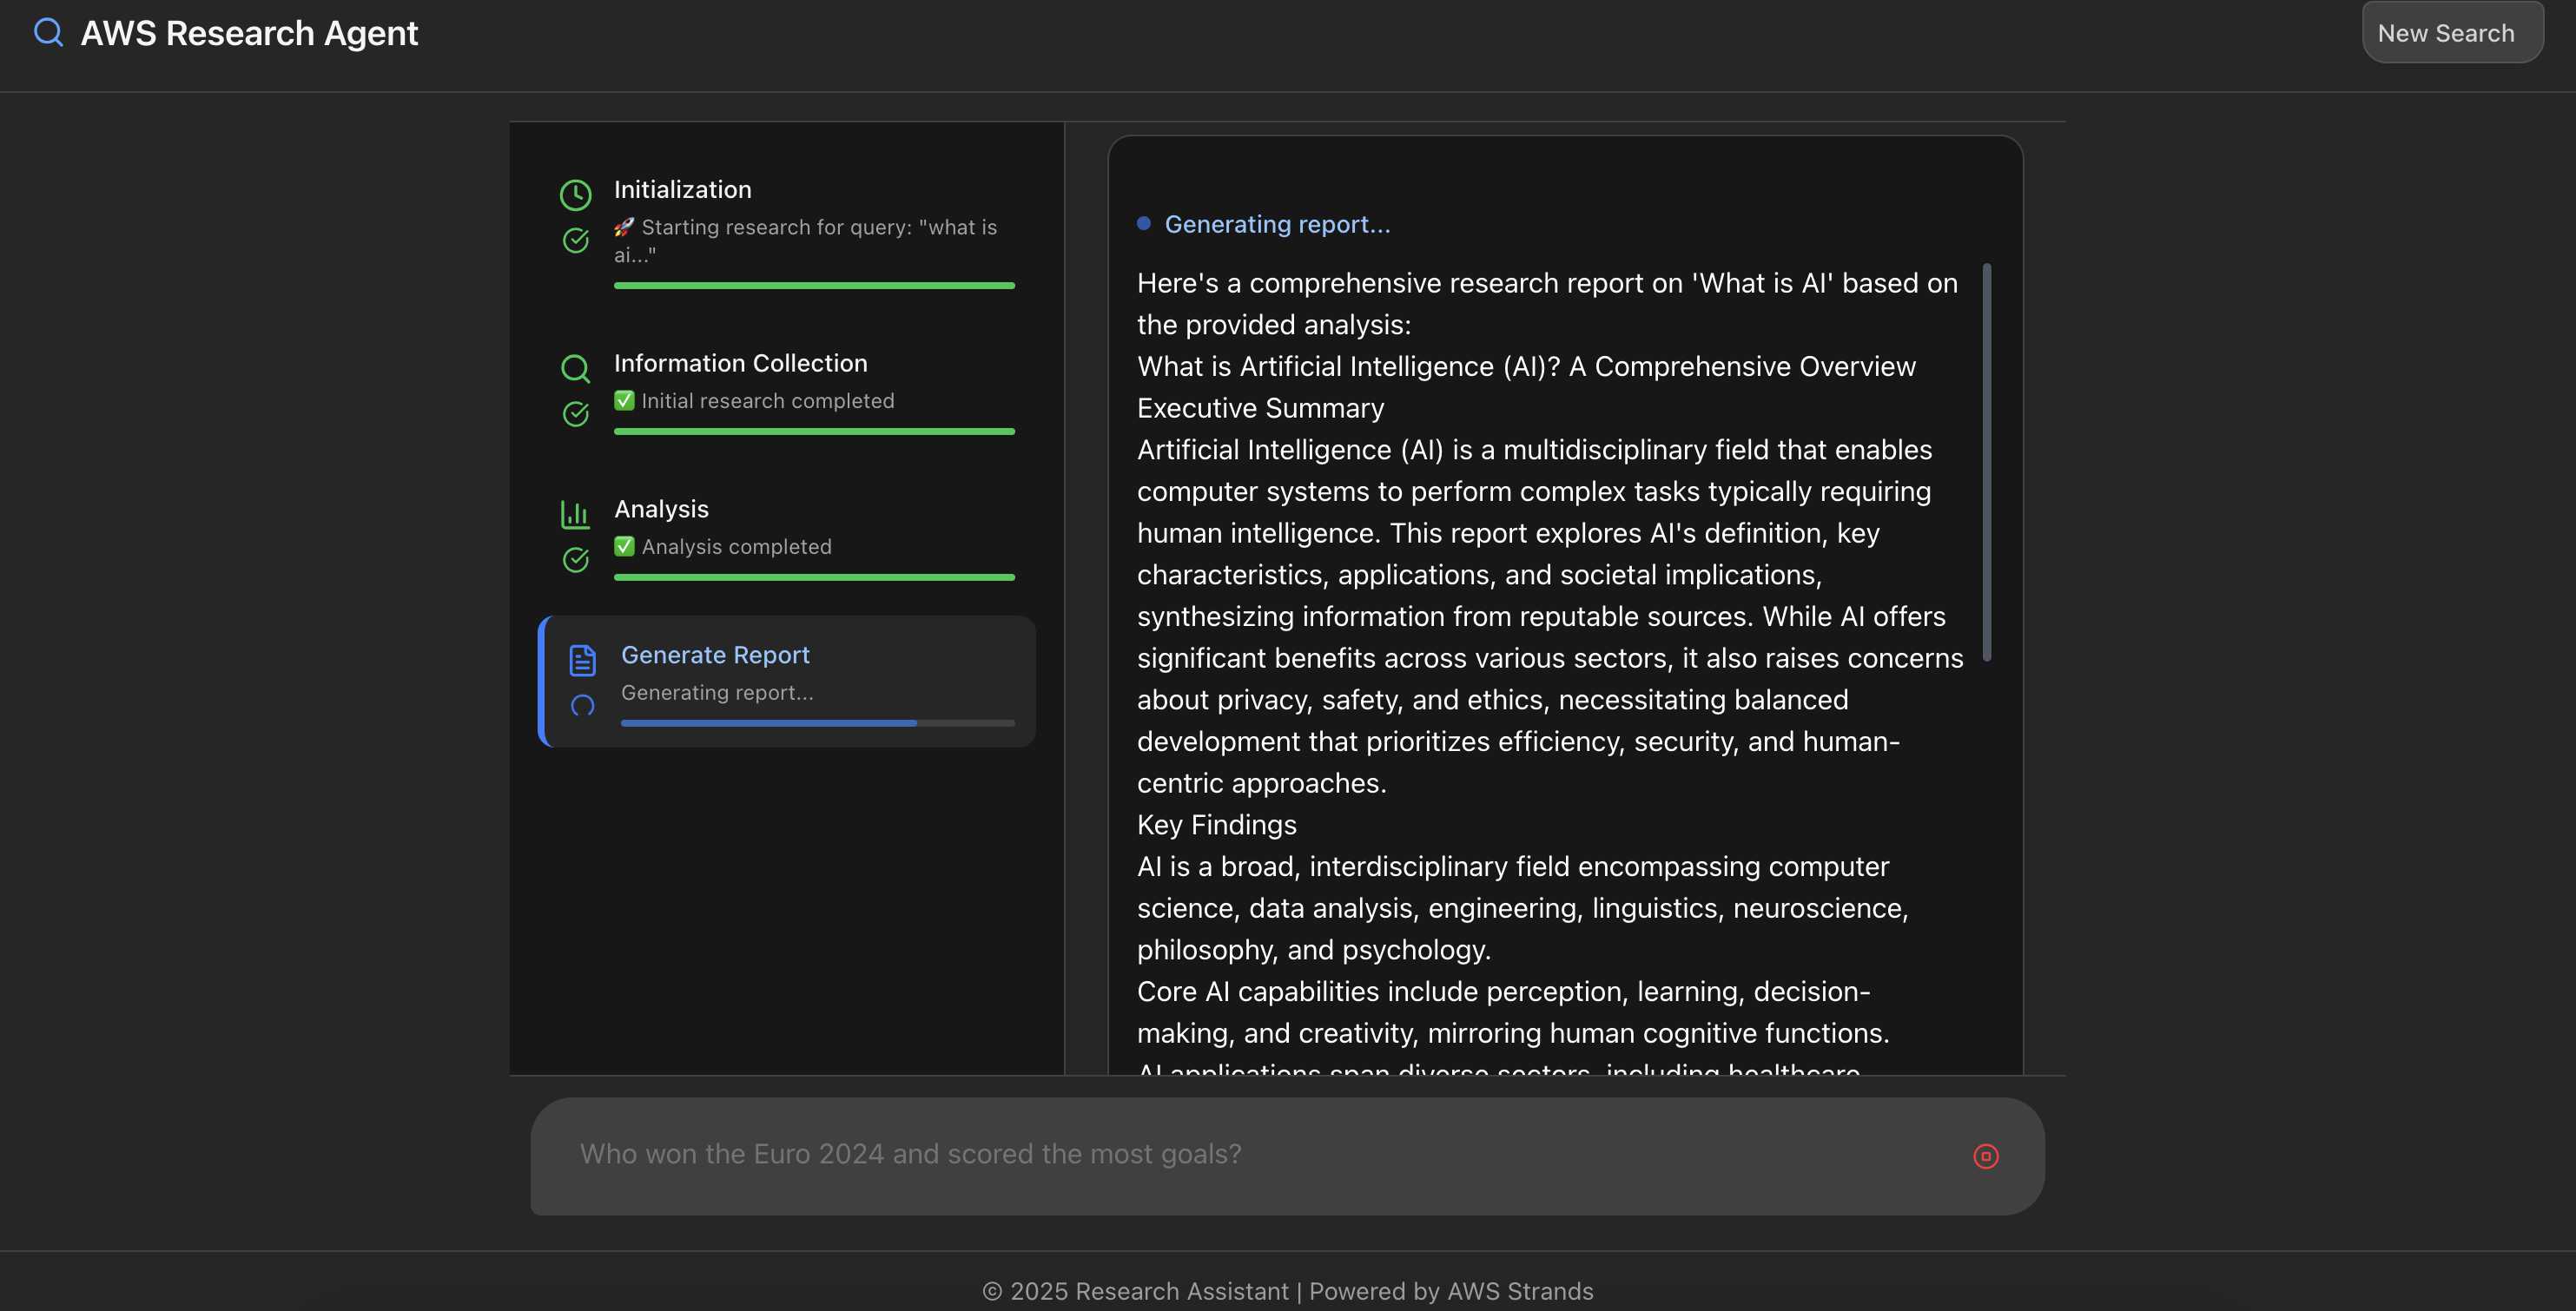 AWS Research Agent
New Search
Initialization
🚀 Starting research for query: "what is
ai..."
Information Collection
✅ Initial research completed
Analysis
✅ Analysis completed
Generate Report
Generating report...
Generating report...
Here's a comprehensive research report on 'What is AI' based on
the provided analysis:
What is Artificial Intelligence (AI)? A Comprehensive Overview
Executive Summary
Artificial Intelligence (AI) is a multidisciplinary field that enables
computer systems to perform complex tasks typically requiring
human intelligence. This report explores AI's definition, key
characteristics, applications, and societal implications,
synthesizing information from reputable sources. While AI offers
significant benefits across various sectors, it also raises concerns
about privacy, safety, and ethics, necessitating balanced
development that prioritizes efficiency, security, and human-
centric approaches.
Key Findings
AI is a broad, interdisciplinary field encompassing computer
science, data analysis, engineering, linguistics, neuroscience,
philosophy, and psychology.
Core AI capabilities include perception, learning, decision-
making, and creativity, mirroring human cognitive functions.
AI applications span diverse sectors, including healthcare,
Who won the Euro 2024 and scored the most goals?
© 2025 Research Assistant | Powered by AWS Strands